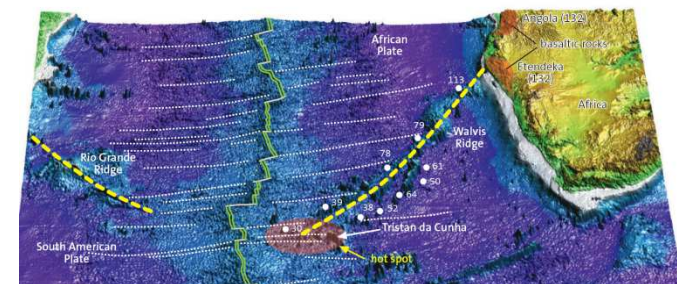 Angola (132)
African
Plate
basaltic rocks
Etendeka
(132)
Africa
113
79
Walvis
Ridge
78
61
Rio Grande
Ridge
50
64
39
38
52
30
Tristan da Cunha
South American
Plate
hot spot